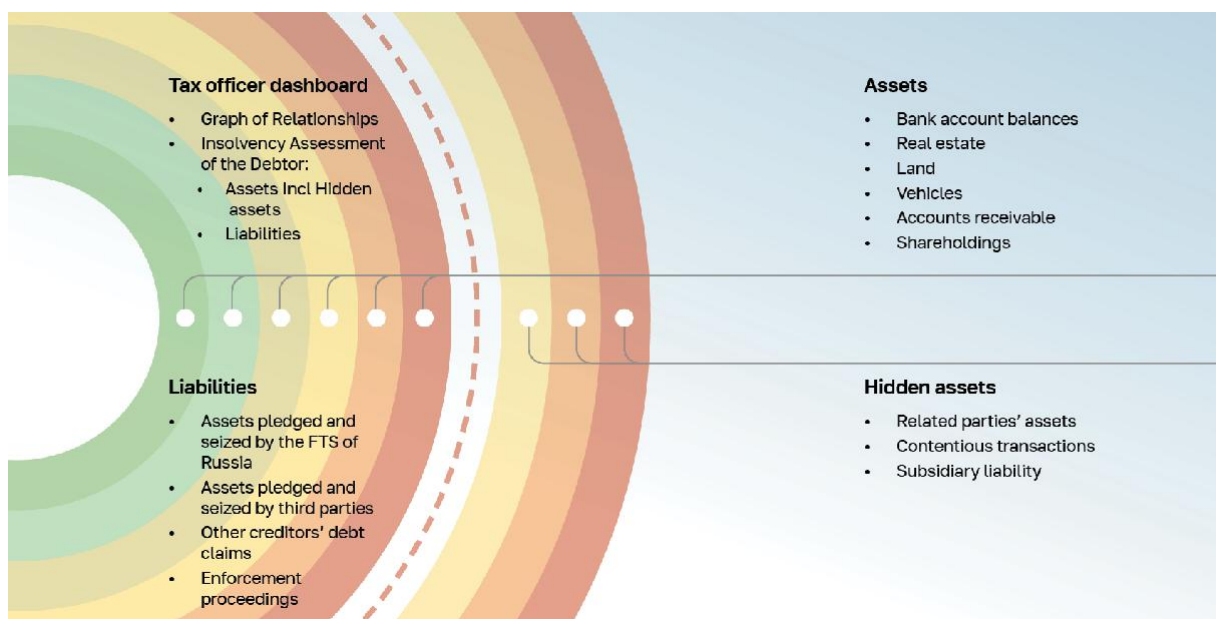 Tax officer dashboard
• Graph of Relationships
• Insolvency Assessment
of the Debtor:
• Assets Incl Hidden
assets
• Liabilities
Assets
• Bank account balances
• Real estate
• Land
• Vehicles
• Accounts receivable
• Shareholdings
Liabilities
• Assets pledged and
seized by the FTS of
Russia
• Assets pledged and
seized by third parties
• Other creditors' debt
claims
• Enforcement
proceedings
Hidden assets
• Related parties' assets
• Contentious transactions
• Subsidiary liability